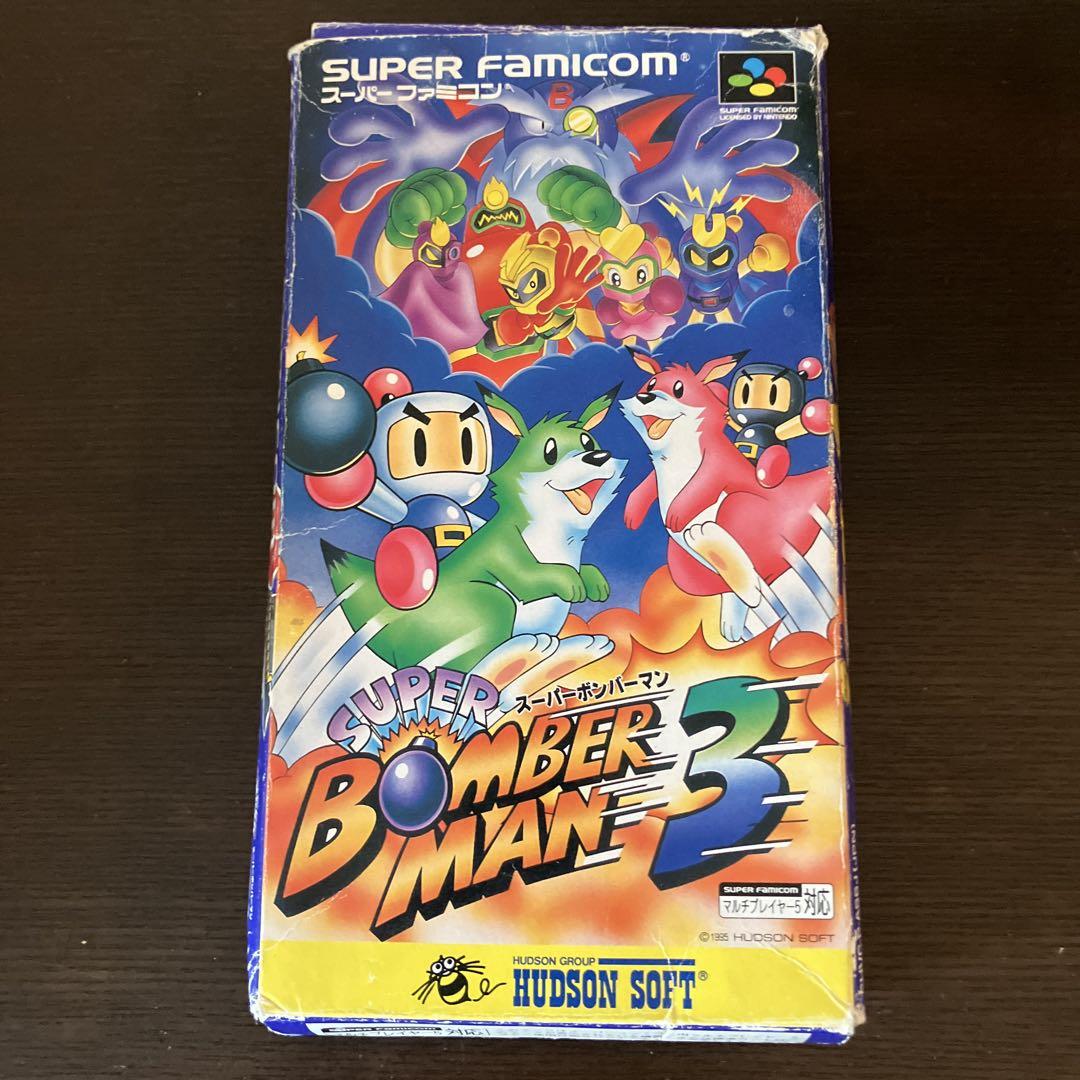 SUPER FAMICOM®
スーパーファミコン
SUPER FAMICOM
LICENSED BY NINTENDO
B
U
SUPER
スーパーボンバーマン
BOMBER
MAN 3
SUPER FAMICOM
マルチプレイヤー5 対応
©1995 HUDSON SOFT
HUDSON GROUP
HUDSON SOFT®
SUPER FAMICOM